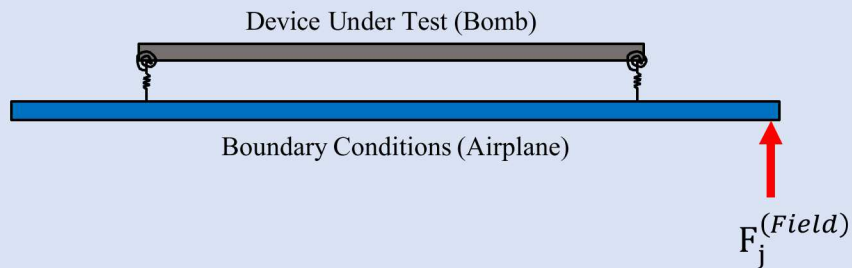 Device Under Test (Bomb)
Boundary Conditions (Airplane)
F_j^{(Field)}